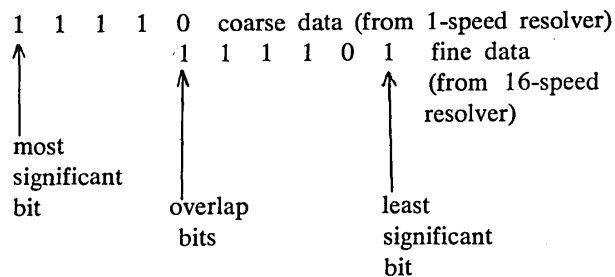 1 1 1 1 0 coarse data (from 1-speed resolver)
1 1 1 1 0 1 fine data
(from 16-speed
resolver)
most
significant
bit
overlap
bits
least
significant
bit